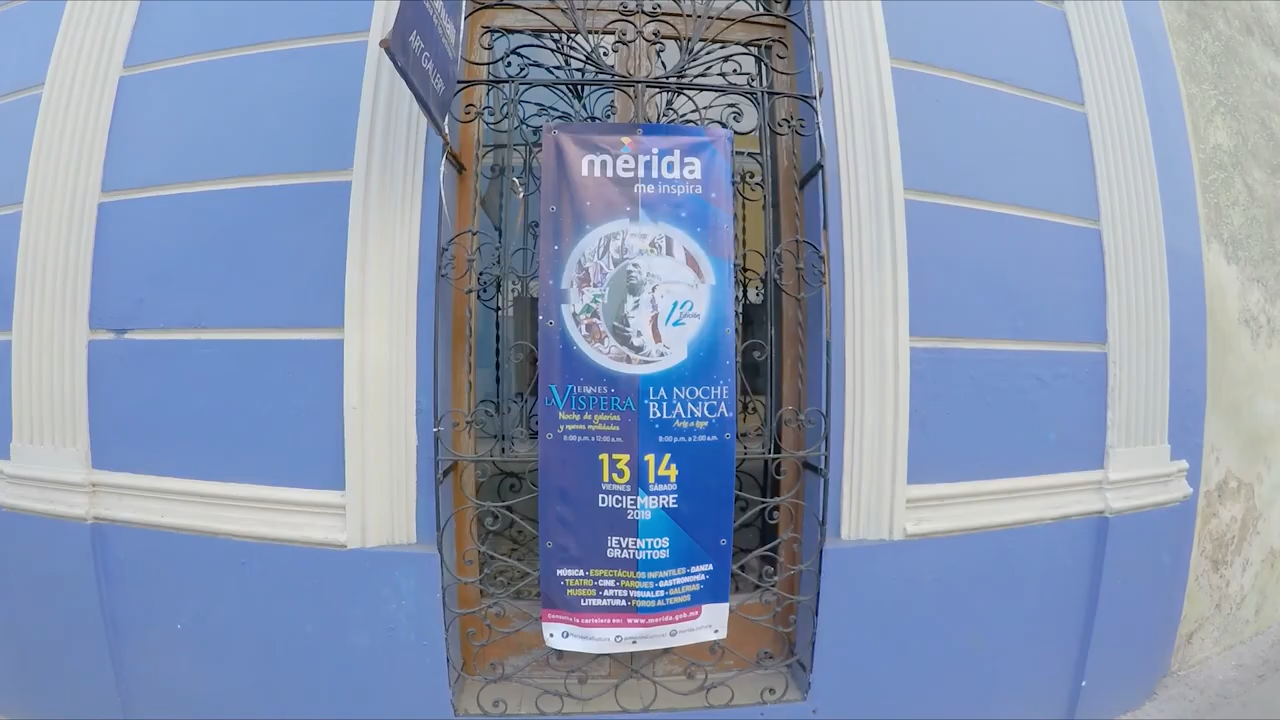 ART GALLERY
mérida
me inspira
12
Edición
VIERNES
LA VÍSPERA
Noche de galerías
y nuevas modalidades
8:00 p.m. a 12:00 a.m.
LA NOCHE
BLANCA
Arte a tope
8:00 p.m. a 2:00 a.m.
13 14
VIERNES SÁBADO
DICIEMBRE
2019
¡EVENTOS
GRATUITOS!
MÚSICA • ESPECTÁCULOS INFANTILES • DANZA
• TEATRO • CINE • PARQUES • GASTRONOMÍA •
MUSEOS • ARTES VISUALES • GALERÍAS •
LITERATURA • FOROS ALTERNOS
Consulta la cartelera en: www.merida.gob.mx